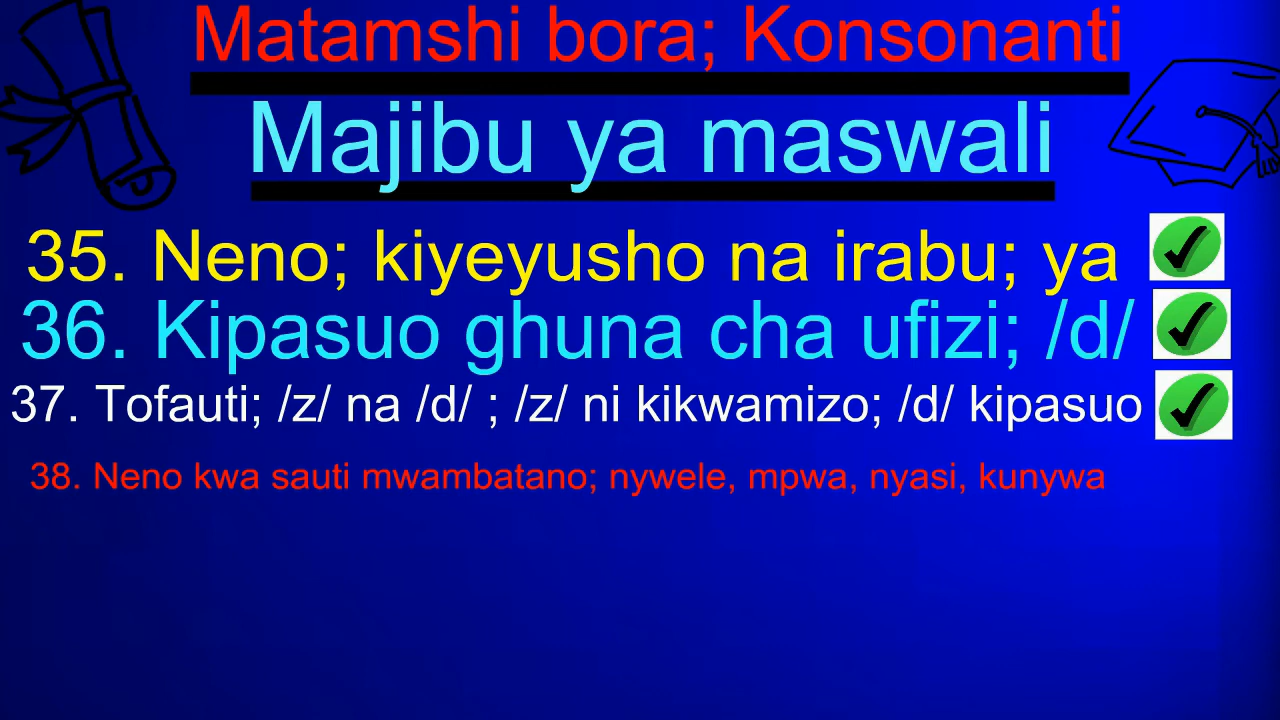 Matamshi bora; Konsonanti
Majibu ya maswali
35. Neno; kiyeyusho na irabu; ya
36. Kipasuo ghuna cha ufizi; /d/
37. Tofauti; /z/ na /d/ ; /z/ ni kikwamizo; /d/ kipasuo
38. Neno kwa sauti mwambatano; nywele, mpwa, nyasi, kunywa